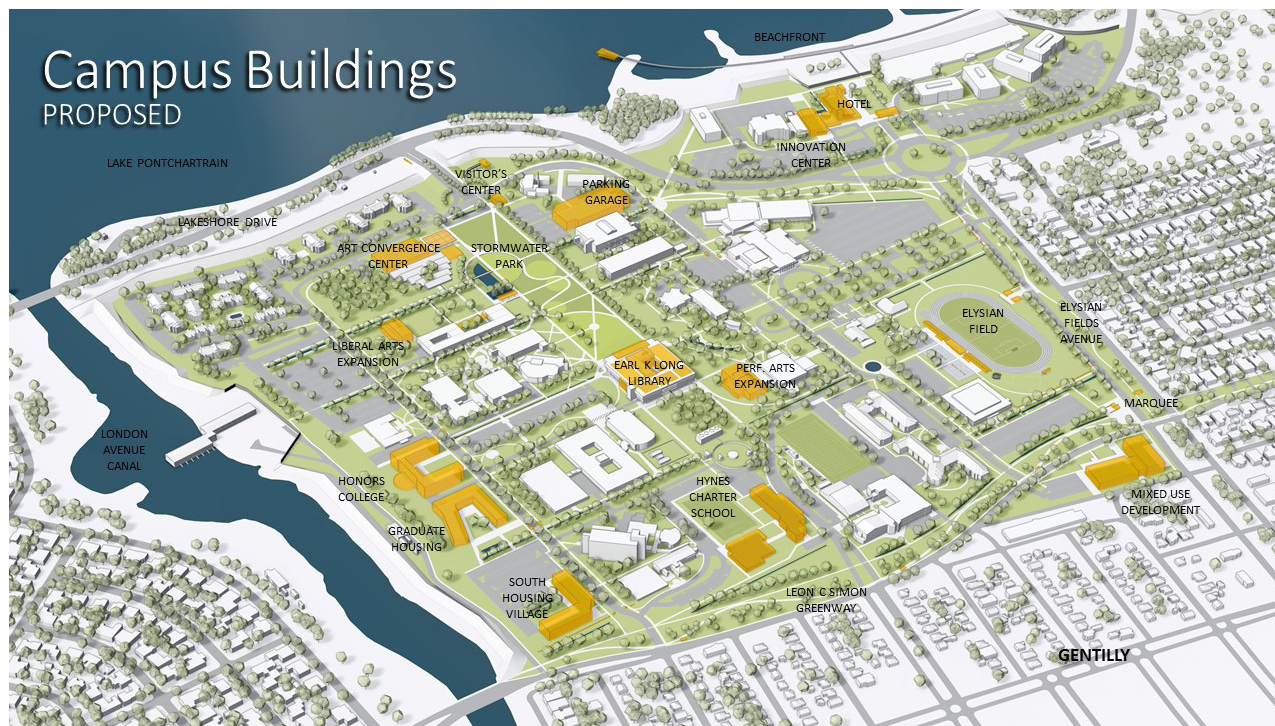 Campus Buildings
PROPOSED
BEACHFRONT
HOTEL
INNOVATION
CENTER
LAKE PONTCHARTRAIN
VISITOR'S
CENTER
PARKING
GARAGE
LAKESHORE DRIVE
ART CONVERGENCE
CENTER
STORMWATER
PARK
ELYSIAN
FIELD
ELYSIAN
FIELDS
AVENUE
LIBERAL ARTS
EXPANSION
EARL K LONG
LIBRARY
PERF. ARTS
EXPANSION
MARQUEE
LONDON
AVENUE
CANAL
HONORS
COLLEGE
HYNES
CHARTER
SCHOOL
MIXED USE
DEVELOPMENT
GRADUATE
HOUSING
SOUTH
HOUSING
VILLAGE
LEON C SIMON
GREENWAY
GENTILLY